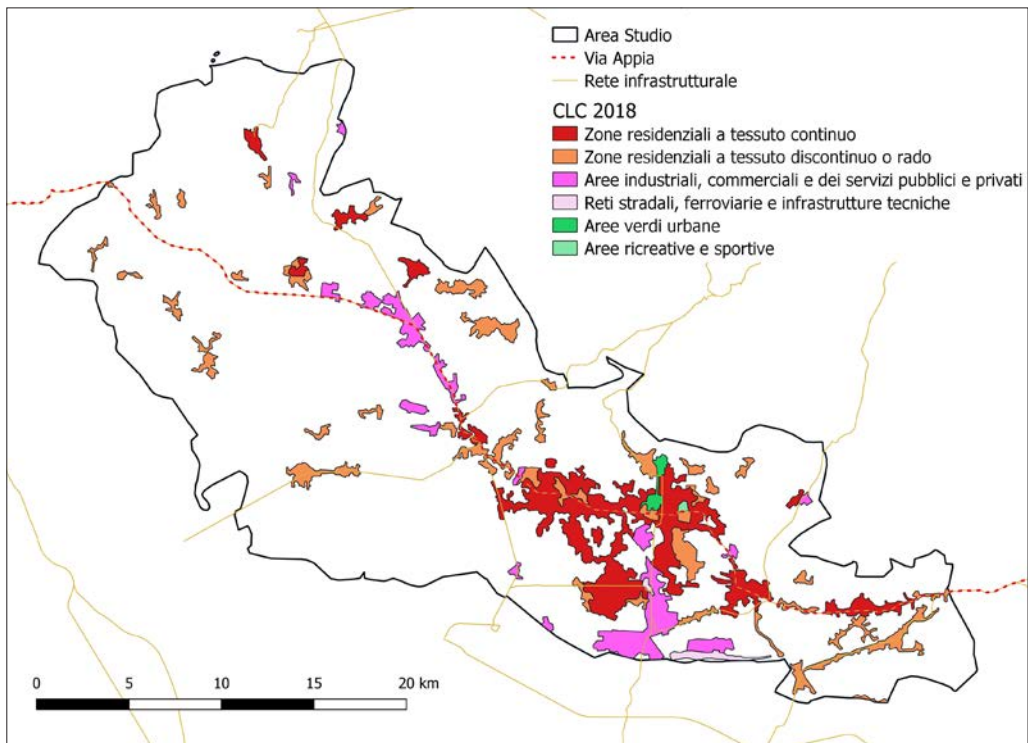 Area Studio
Via Appia
Rete infrastrutturale
CLC 2018
Zone residenziali a tessuto continuo
Zone residenziali a tessuto discontinuo o rado
Aree industriali, commerciali e dei servizi pubblici e privati
Reti stradali, ferroviarie e infrastrutture tecniche
Aree verdi urbane
Aree ricreative e sportive
0 5 10 15 20 km